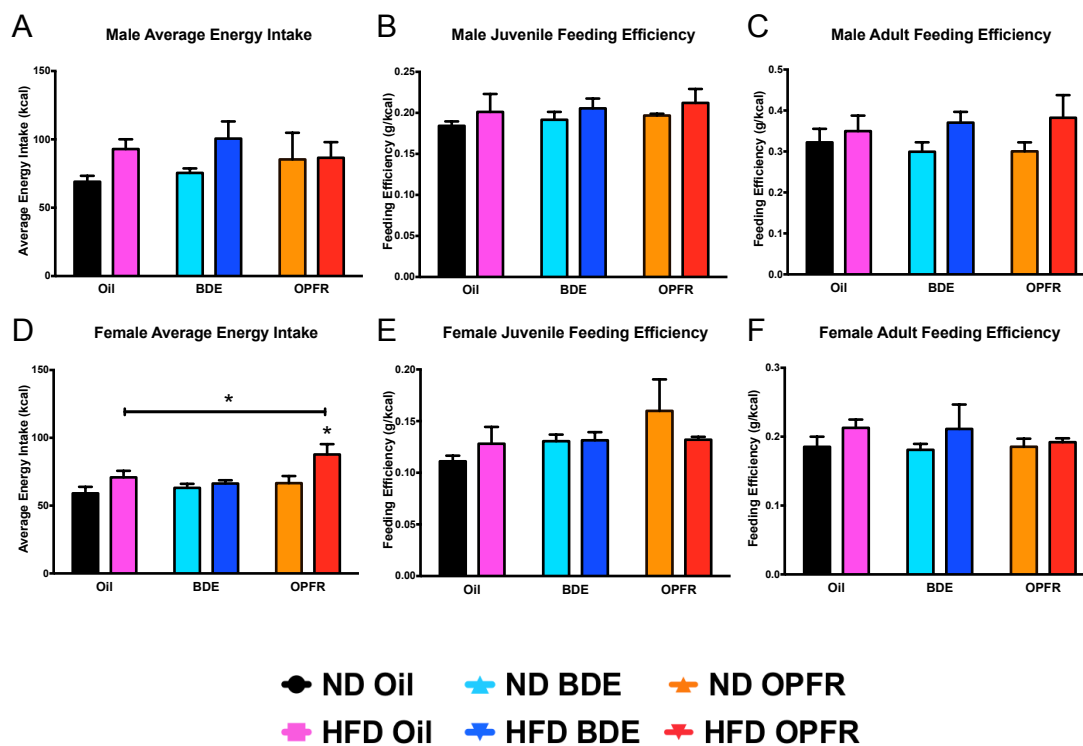 A
Male Average Energy Intake
Average Energy Intake (kcal)
150
100
50
0
Oil
BDE
OPFR
B
Male Juvenile Feeding Efficiency
Feeding Efficiency (g/kcal)
0.25
0.20
0.15
0.10
0.05
0.00
Oil
BDE
OPFR
C
Male Adult Feeding Efficiency
Feeding Efficiency (g/kcal)
0.5
0.4
0.3
0.2
0.1
0.0
Oil
BDE
OPFR
D
Female Average Energy Intake
Average Energy Intake (kcal)
150
100
50
0
*
*
Oil
BDE
OPFR
E
Female Juvenile Feeding Efficiency
Feeding Efficiency (g/kcal)
0.20
0.15
0.10
0.05
0.00
Oil
BDE
OPFR
F
Female Adult Feeding Efficiency
Feeding Efficiency (g/kcal)
0.3
0.2
0.1
0.0
Oil
BDE
OPFR
ND Oil
ND BDE
ND OPFR
HFD Oil
HFD BDE
HFD OPFR